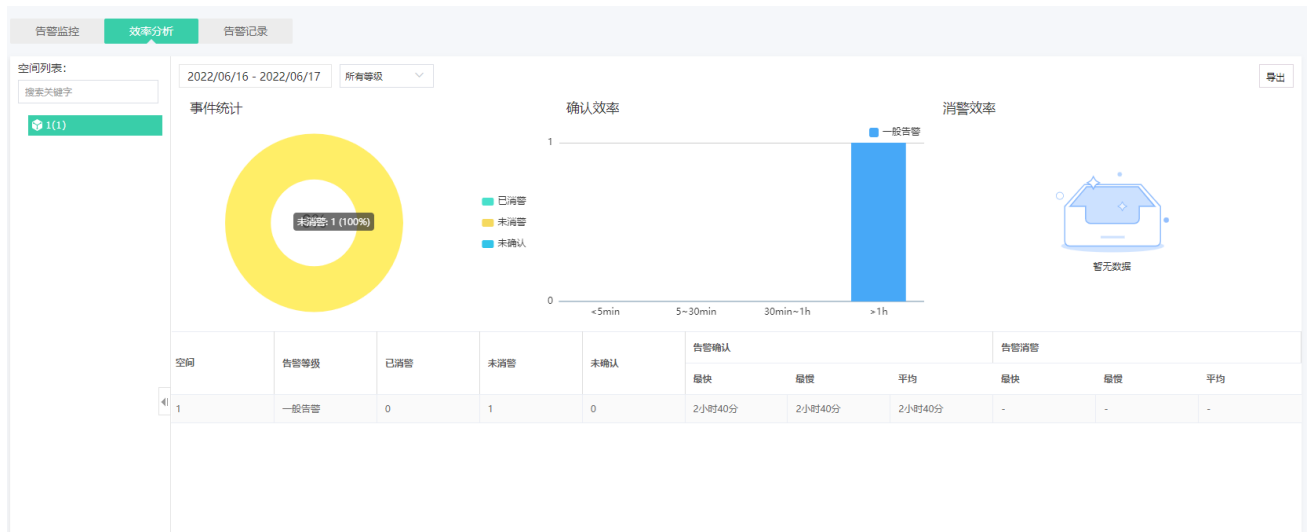 告警监控 效率分析 告警记录
空间列表:
搜索关键字
1(1)
2022/06/16 - 2022/06/17 所有等级 导出
事件统计 确认效率 消警效率
一般告警
1
已消警
未消警: 1 (100%)
未消警
未确认
暂无数据
0
<5min 5~30min 30min~1h >1h
空间 告警等级 已消警 未消警 未确认 告警确认 告警消警
最快 最慢 平均 最快 最慢 平均
1 一般告警 0 1 0 2小时40分 2小时40分 2小时40分 - - -